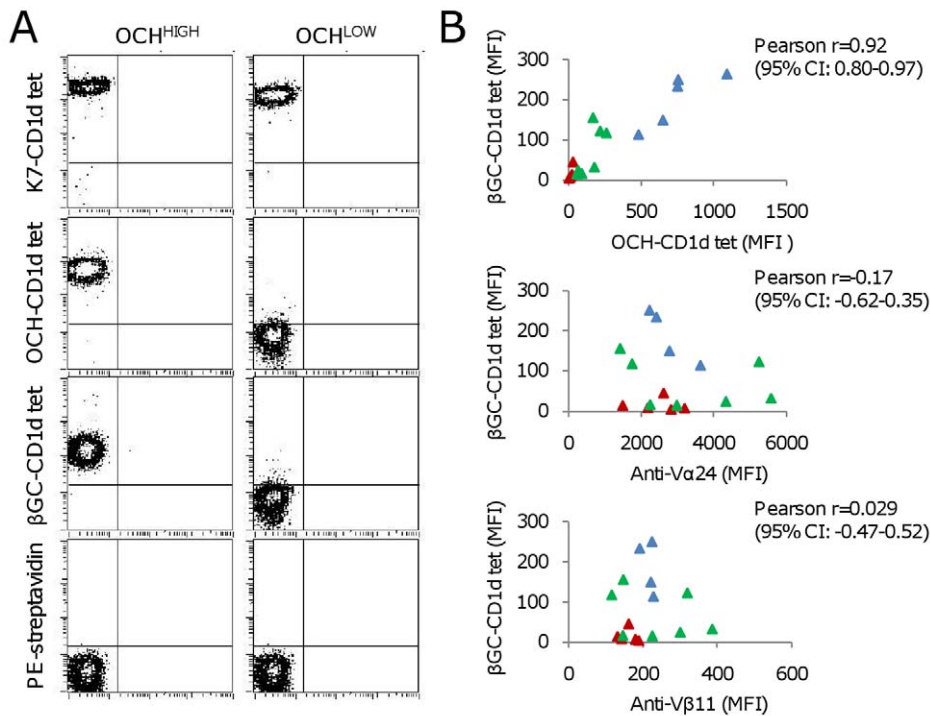 A
OCHHIGH
OCHLOW
K7-CD1d tet
OCH-CD1d tet
βGC-CD1d tet
PE-streptavidin
B
Pearson r=0.92
(95% CI: 0.80-0.97)
βGC-CD1d tet (MFI)
300
200
100
0
0 500 1000 1500
OCH-CD1d tet (MFI )
Pearson r=-0.17
(95% CI: -0.62-0.35)
βGC-CD1d tet (MFI)
300
200
100
0
0 2000 4000 6000
Anti-Vα24 (MFI)
Pearson r=0.029
(95% CI: -0.47-0.52)
βGC-CD1d tet (MFI)
300
200
100
0
0 200 400 600
Anti-Vβ11 (MFI)